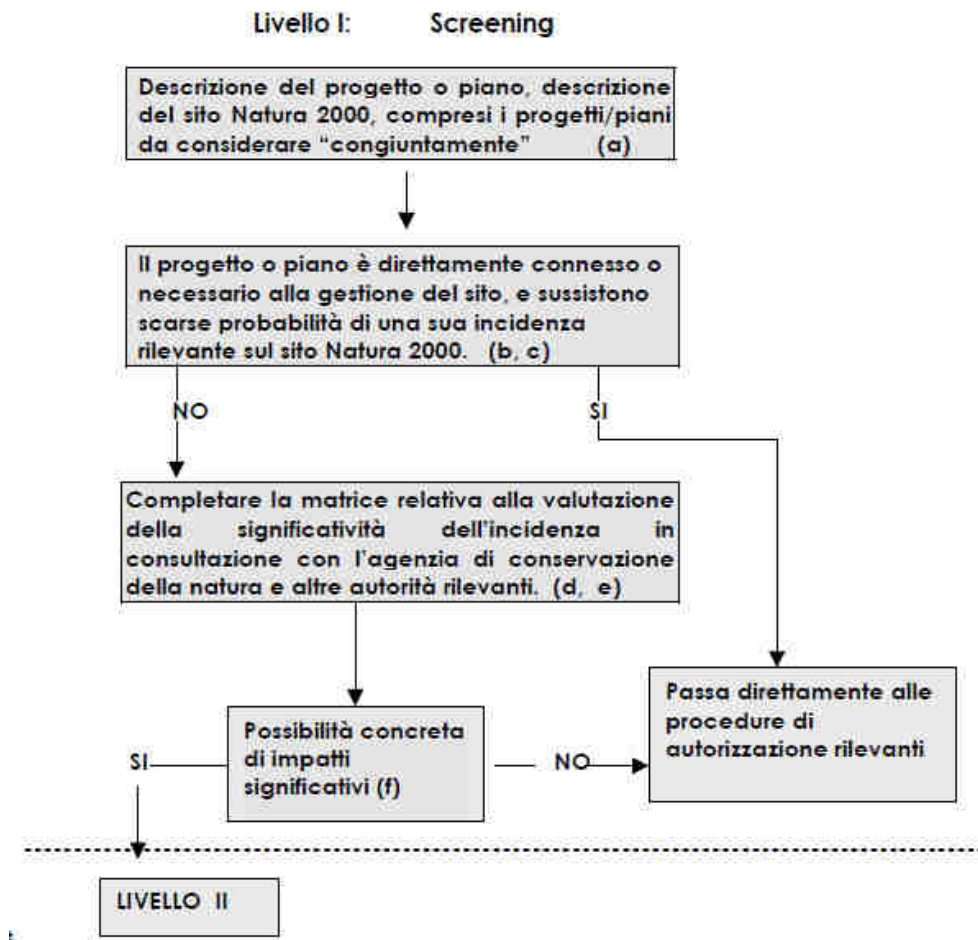 Livello I: Screening
Descrizione del progetto o piano, descrizione
del sito Natura 2000, compresi i progetti/piani
da considerare “congiuntamente” (a)
Il progetto o piano è direttamente connesso o
necessario alla gestione del sito, e sussistono
scarse probabilità di una sua incidenza
rilevante sul sito Natura 2000. (b, c)
NO
SI
Completare la matrice relativa alla valutazione
della significatività dell'incidenza in
consultazione con l'agenzia di conservazione
della natura e altre autorità rilevanti. (d, e)
Passa direttamente alle
procedure di
autorizzazione rilevanti
Possibilità concreta
di impatti
significativi (f)
SI
NO
LIVELLO II